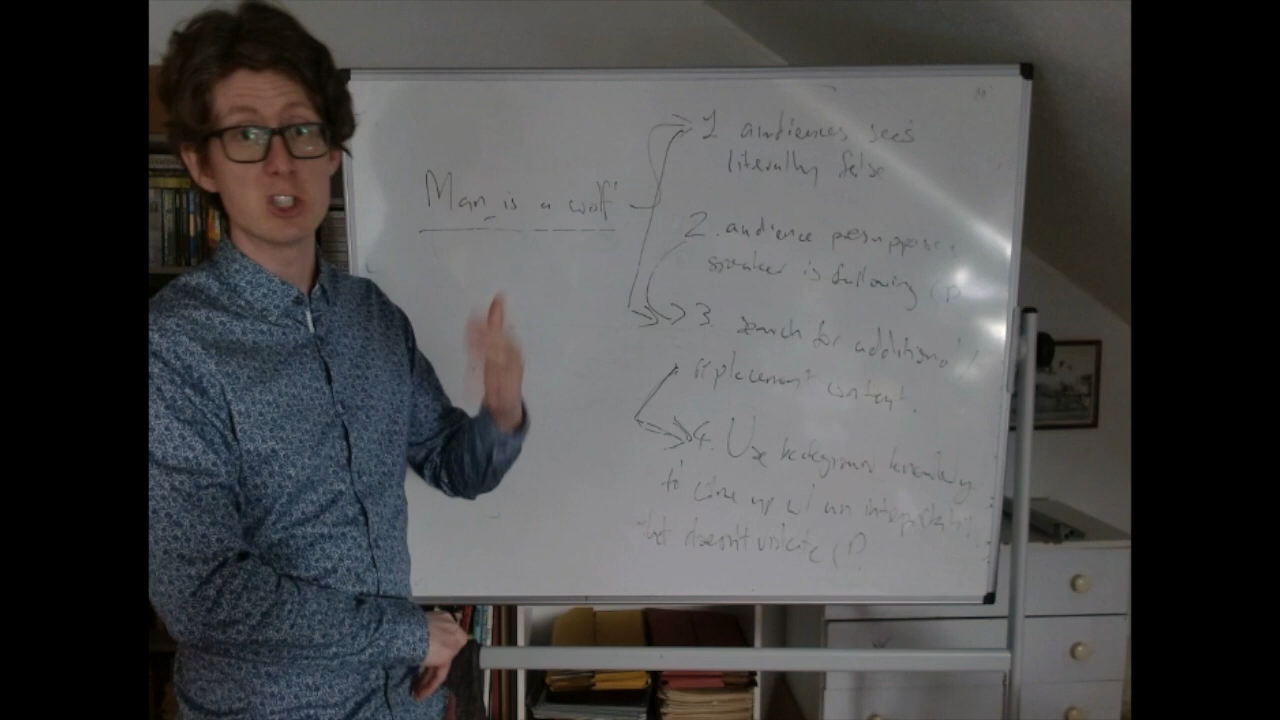 Man is a wolf
1 audiences sees
literally false
2. audience presupposes
speaker is following CP
3. search for additional /
replacement content.
4. Use background knowledge
to come up w/ an interpretation
that doesn't violate CP.